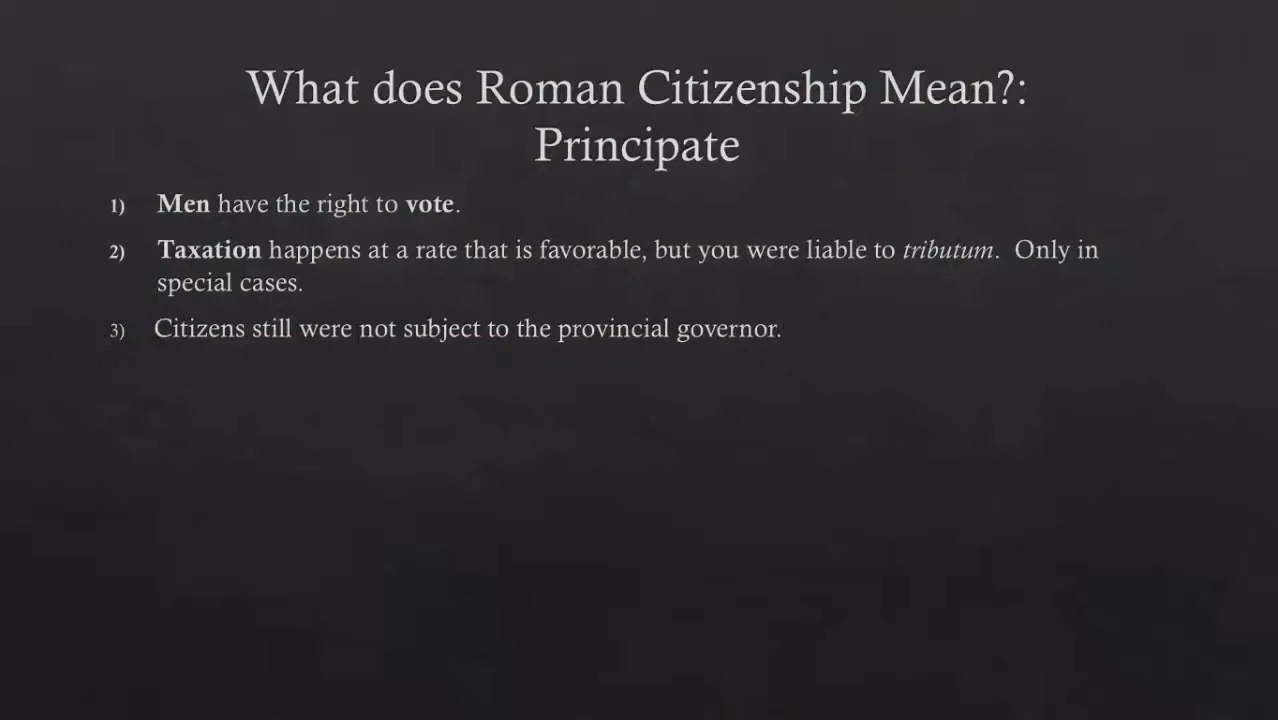 What does Roman Citizenship Mean?:
Principate
1) Men have the right to vote.
2) Taxation happens at a rate that is favorable, but you were liable to tributum. Only in
special cases.
3) Citizens still were not subject to the provincial governor.